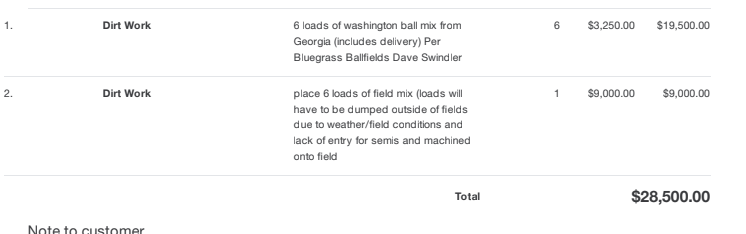 1. Dirt Work 6 loads of washington ball mix from 6 $3,250.00 $19,500.00
Georgia (includes delivery) Per
Bluegrass Ballfields Dave Swindler
2. Dirt Work place 6 loads of field mix (loads will 1 $9,000.00 $9,000.00
have to be dumped outside of fields
due to weather/field conditions and
lack of entry for semis and machined
onto field
Total $28,500.00
Note to customer